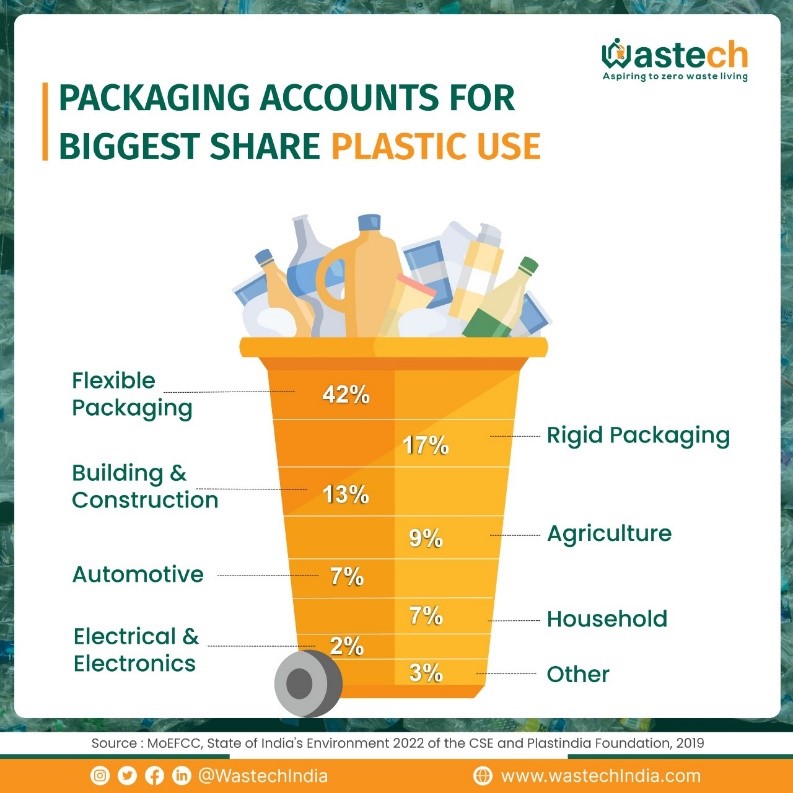 Wastech
Aspiring to zero waste living
PACKAGING ACCOUNTS FOR
BIGGEST SHARE PLASTIC USE
Flexible
Packaging
42%
17%
Rigid Packaging
Building &
Construction
13%
9%
Agriculture
Automotive
7%
7%
Household
Electrical &
Electronics
2%
3%
Other
Source : MoEFCC, State of India's Environment 2022 of the CSE and Plastindia Foundation, 2019
@WastechIndia
www.wastechIndia.com